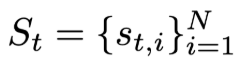 $S_t = \{s_{t,i}\}_{i=1}^{N}$